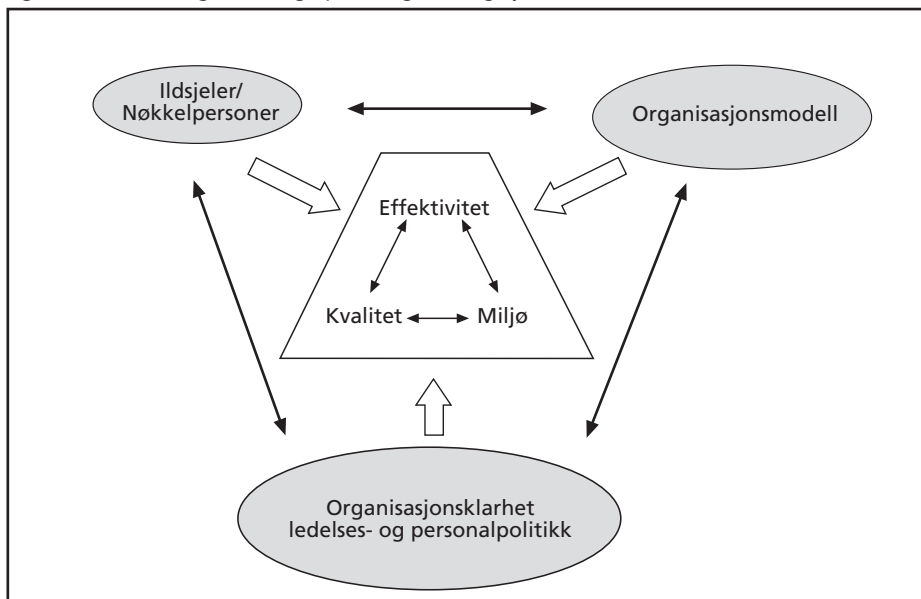 Ildsjeler/
Nøkkelpersoner
Organisasjonsmodell
Effektivitet
Kvalitet
Miljø
Organisasjonsklarhet
ledelses- og personalpolitikk